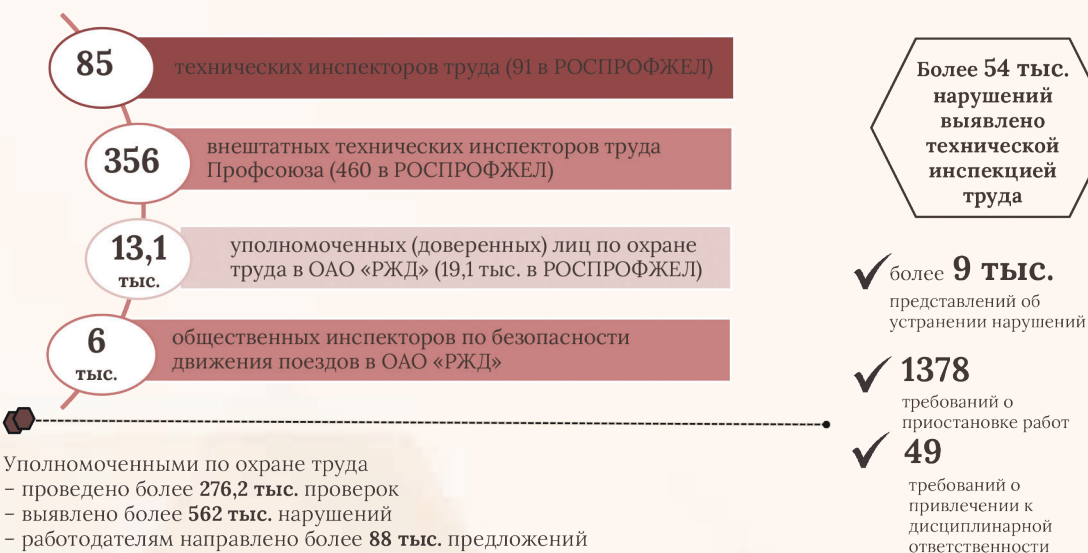 85
технических инспекторов труда (91 в РОСПРОФЖЕЛ)
356
внештатных технических инспекторов труда
Профсоюза (460 в РОСПРОФЖЕЛ)
13,1
тыс.
уполномоченных (доверенных) лиц по охране
труда в ОАО «РЖД» (19,1 тыс. в РОСПРОФЖЕЛ)
6
тыс.
общественных инспекторов по безопасности
движения поездов в ОАО «РЖД»
Уполномоченными по охране труда
– проведено более 276,2 тыс. проверок
– выявлено более 562 тыс. нарушений
– работодателям направлено более 88 тыс. предложений
Более 54 тыс.
нарушений
выявлено
технической
инспекцией
труда
более 9 тыс.
представлений об
устранении нарушений
1378
требований о
приостановке работ
49
требований о
привлечении к
дисциплинарной
ответственности